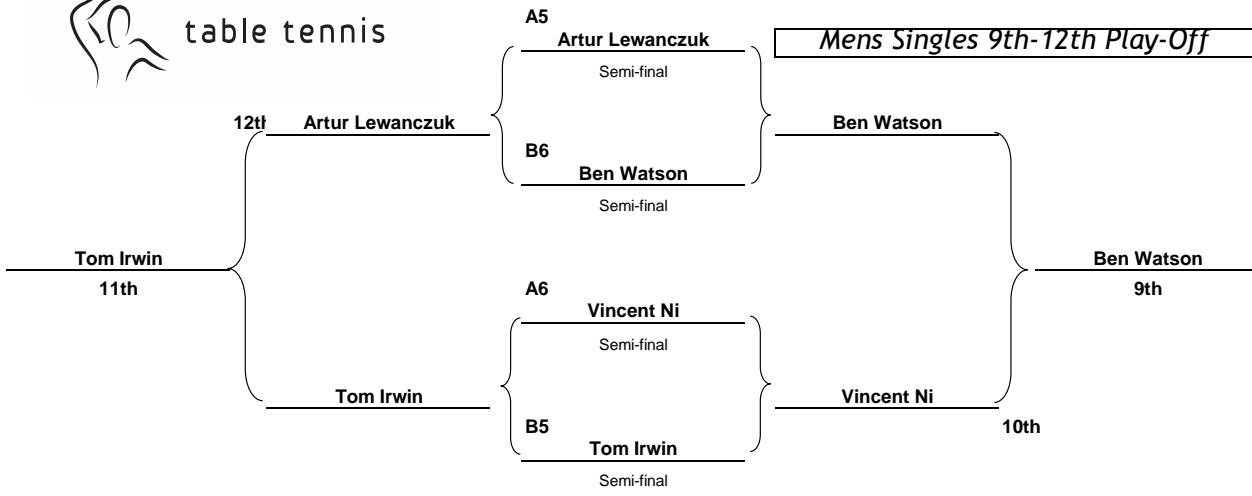 table tennis
A5
Artur Lewanczuk
Mens Singles 9th-12th Play-Off
Semi-final
12th
Artur Lewanczuk
Ben Watson
B6
Ben Watson
Semi-final
Tom Irwin
11th
Ben Watson
9th
A6
Vincent Ni
Semi-final
Tom Irwin
Vincent Ni
B5
10th
Tom Irwin
Semi-final